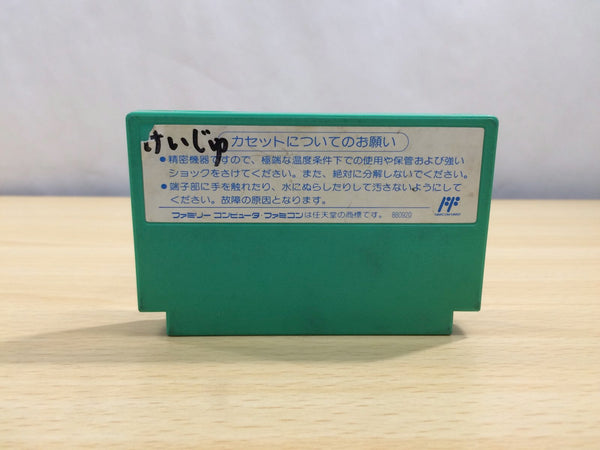 けいじゅ
カセットについてのお願い
●精密機器ですので、極端な温度条件下での使用や保管および強い
ショックをさけてください。また、絶対に分解しないでください。
●端子部に手を触れたり、水にぬらしたりして汚さないようにして
ください。故障の原因となります。
ファミリーコンピュータ・ファミコンは任天堂の商標です。 880920